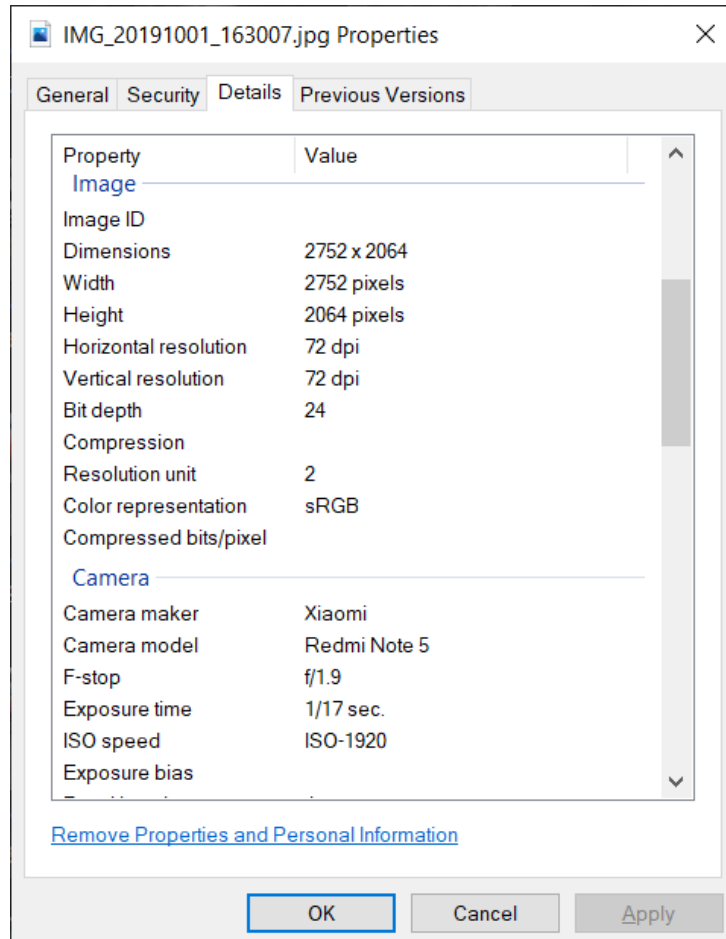 IMG_20191001_163007.jpg Properties
General Security Details Previous Versions
Property Value
Image
Image ID
Dimensions 2752 x 2064
Width 2752 pixels
Height 2064 pixels
Horizontal resolution 72 dpi
Vertical resolution 72 dpi
Bit depth 24
Compression
Resolution unit 2
Color representation sRGB
Compressed bits/pixel
Camera
Camera maker Xiaomi
Camera model Redmi Note 5
F-stop f/1.9
Exposure time 1/17 sec.
ISO speed ISO-1920
Exposure bias
Remove Properties and Personal Information
OK Cancel Apply